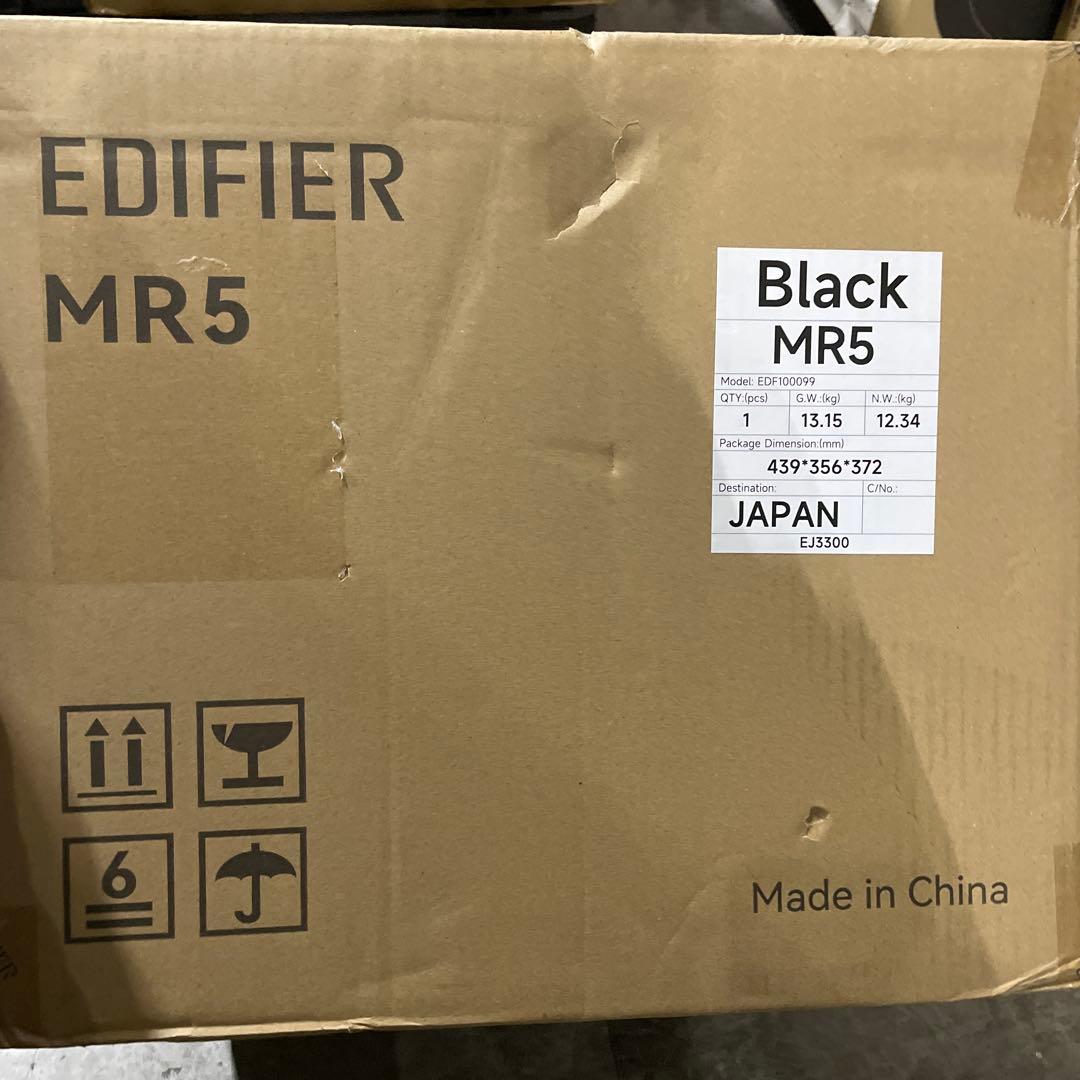 EDIFIER
MR5
Black
MR5
Model: EDF100099
QTY:(pcs) G.W.:(kg) N.W.:(kg)
1 13.15 12.34
Package Dimension:(mm)
439*356*372
Destination: C/No.:
JAPAN
EJ3300
6
Made in China